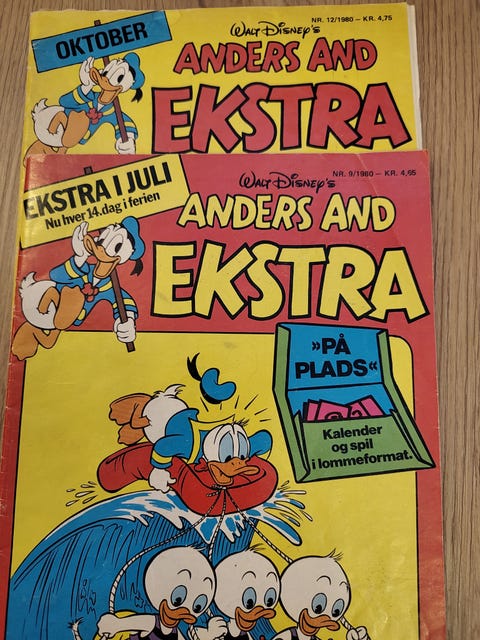 OKTOBER
NR. 12/1980 – KR. 4,75
WALT DISNEY'S
ANDERS AND
EKSTRA
EKSTRA I JULI
Nu hver 14. dag i ferien
NR. 9/1980 – KR. 4,65
WALT DISNEY'S
ANDERS AND
EKSTRA
»PÅ
PLADS«
Kalender
og spil
i lommeformat.